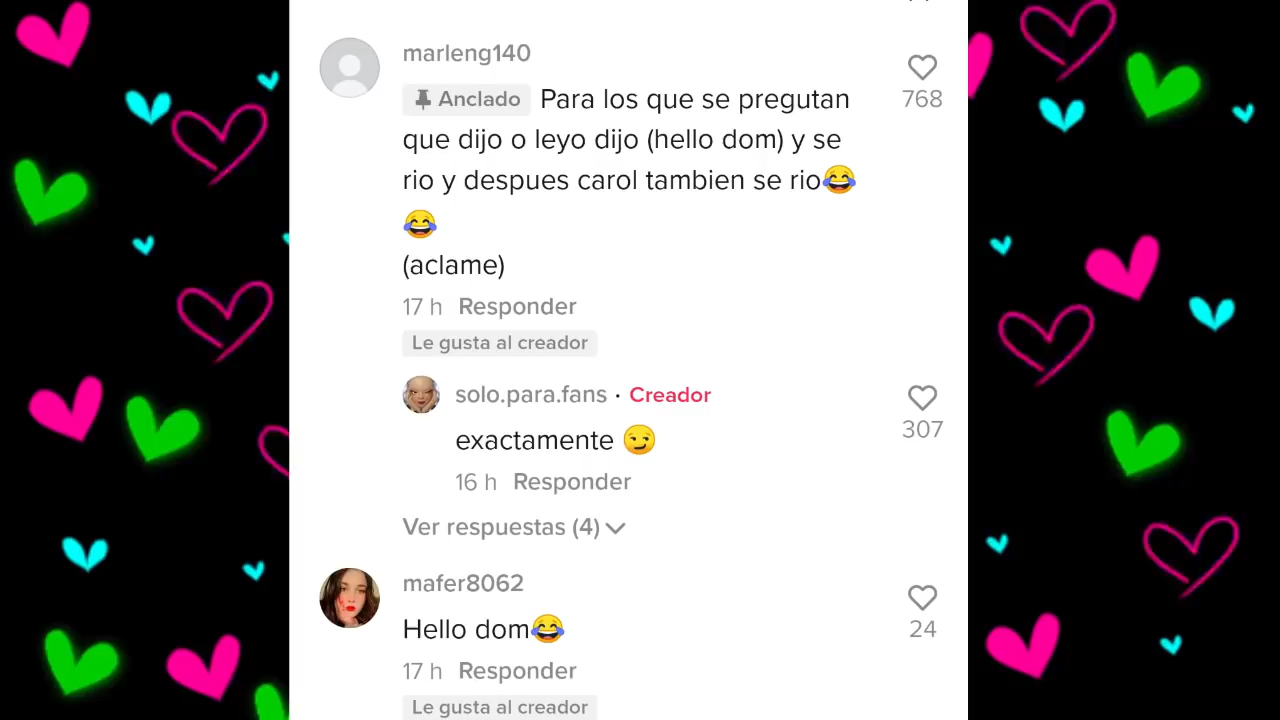 marleng140
Anclado Para los que se pregutan
768
que dijo o leyo dijo (hello dom) y se
rio y despues carol tambien se rio😂
😂
(aclame)
17 h Responder
Le gusta al creador
solo.para.fans · Creador
exactamente 😏
307
16 h Responder
Ver respuestas (4)
mafer8062
Hello dom😂
24
17 h Responder
Le gusta al creador